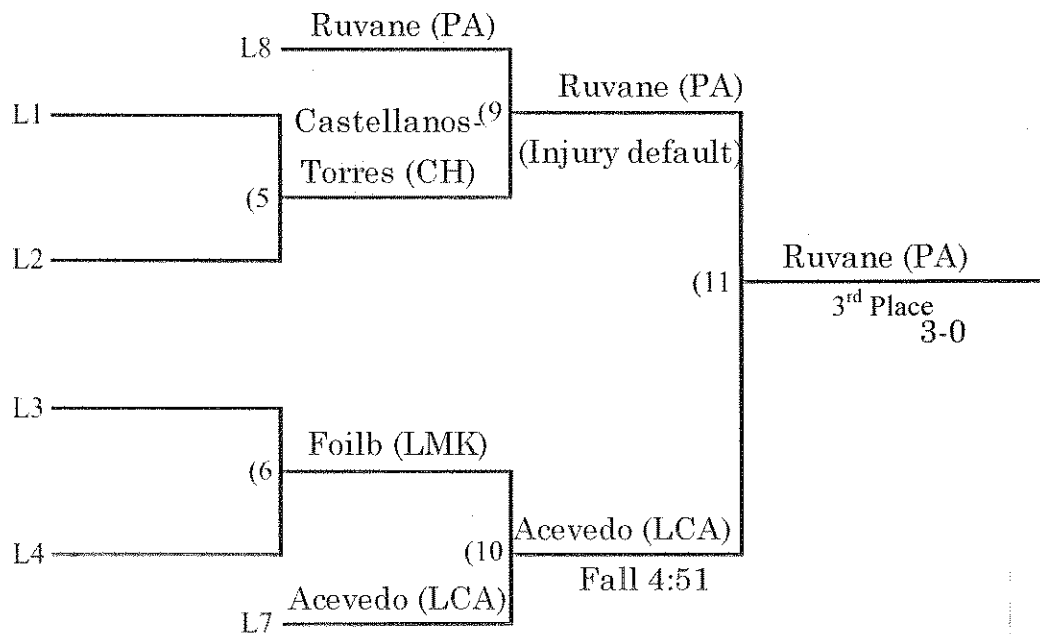 Ruvane (PA)
L8
L1
Castellanos-
(9
Ruvane (PA)
Torres (CH)
(Injury default)
(5
L2
Ruvane (PA)
(11
3rd Place
3-0
L3
Foilb (LMK)
(6
L4
(10
Acevedo (LCA)
Fall 4:51
Acevedo (LCA)
L7